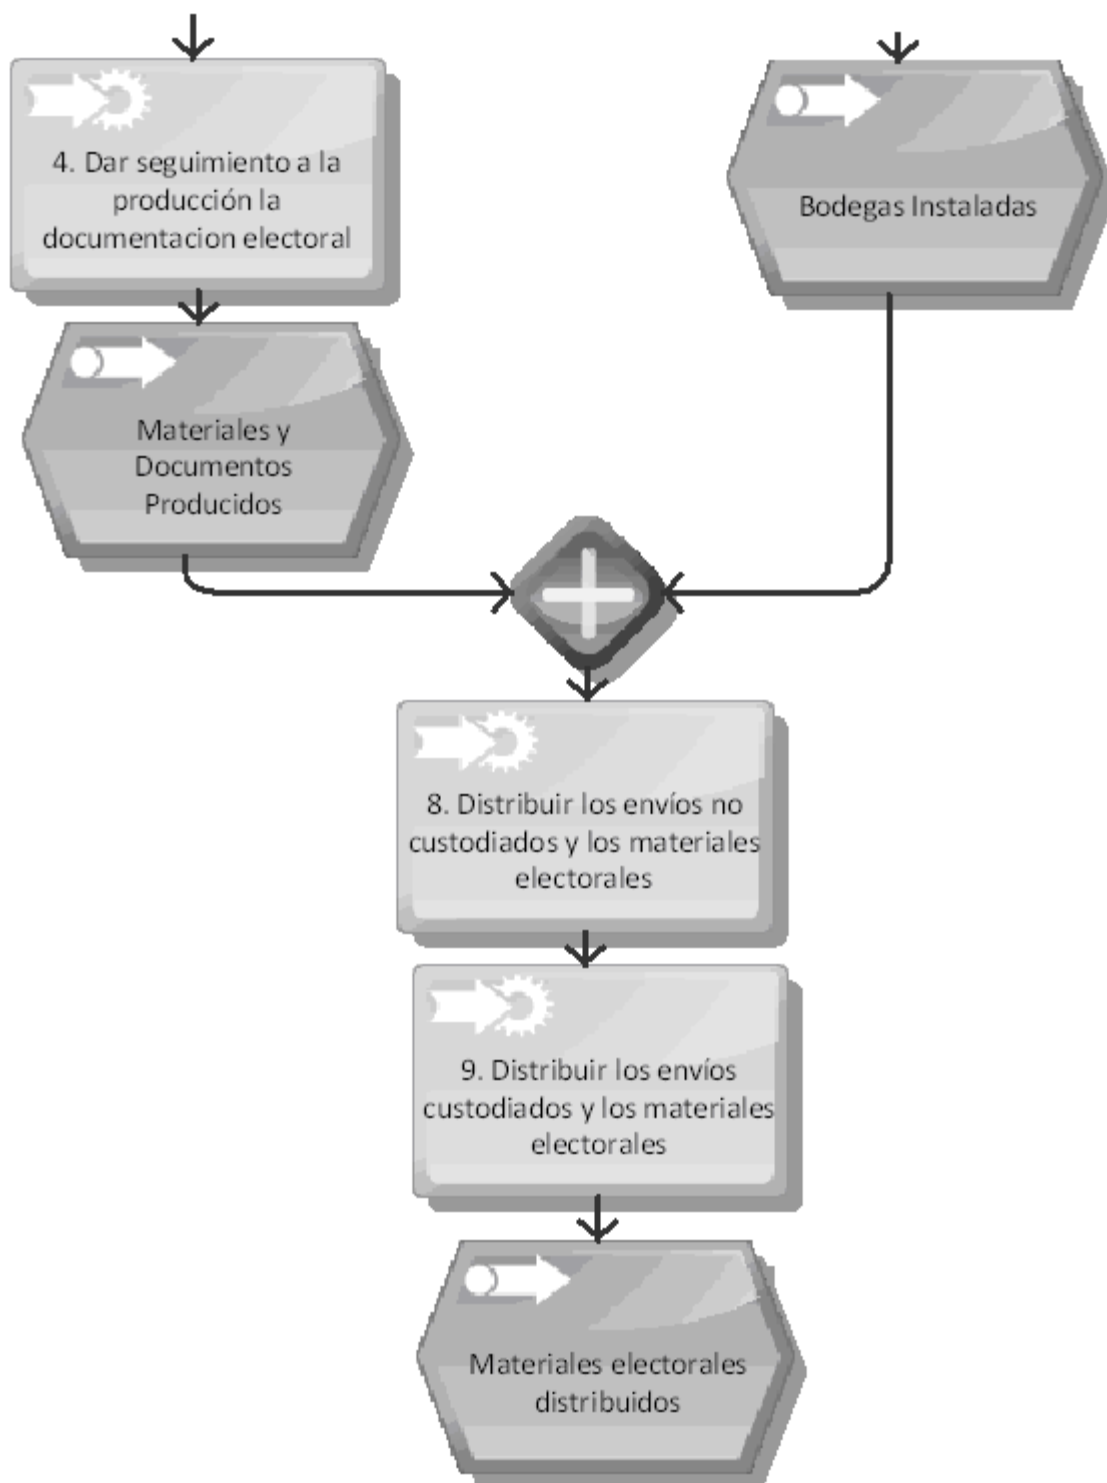 4. Dar seguimiento a la
producción la
documentacion electoral
Bodegas Instaladas
Materiales y
Documentos
Producidos
8. Distribuir los envíos no
custodiados y los materiales
electorales
9. Distribuir los envíos
custodiados y los materiales
electorales
Materiales electorales
distribuidos